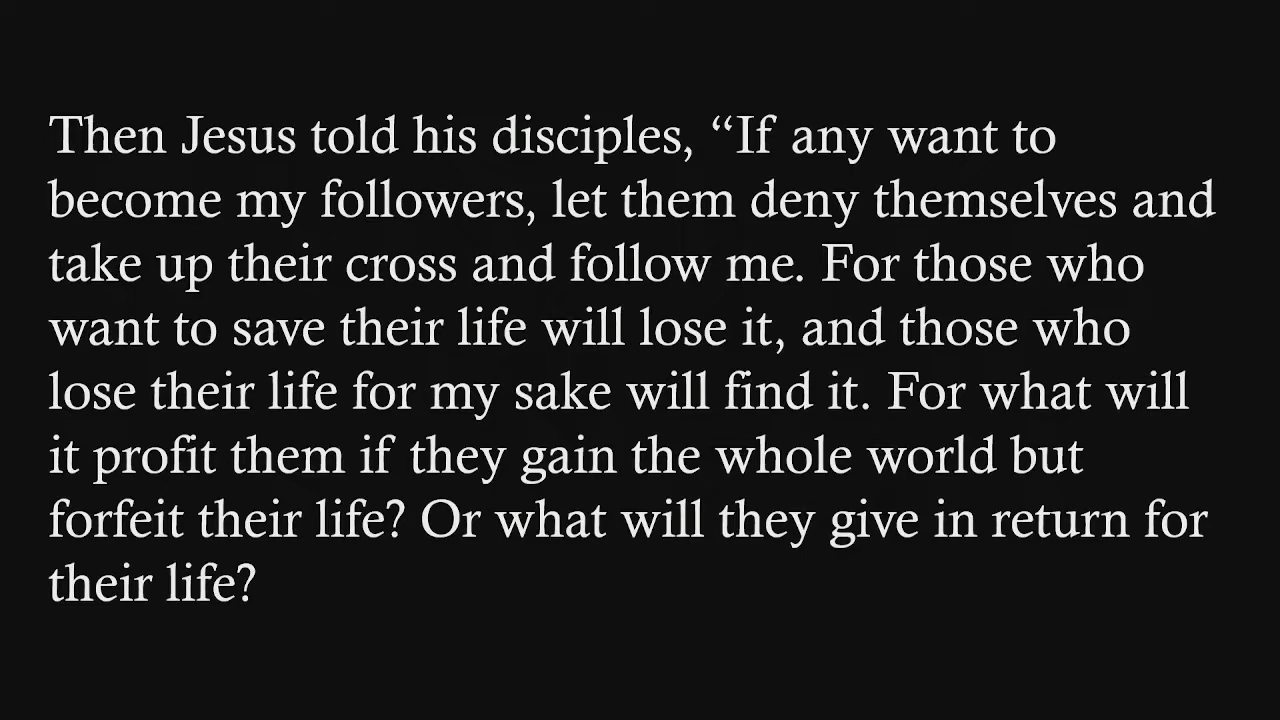 Then Jesus told his disciples, “If any want to
become my followers, let them deny themselves and
take up their cross and follow me. For those who
want to save their life will lose it, and those who
lose their life for my sake will find it. For what will
it profit them if they gain the whole world but
forfeit their life? Or what will they give in return for
their life?